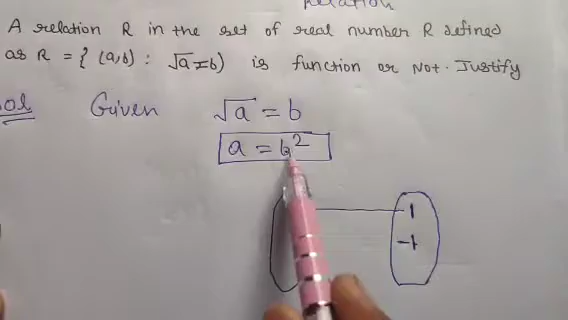 Relation
A relation R in the set of real number R defined
as R = { (a,b) : √a = b) is function or Not. Justify
Sol Given √a = b
a = b²
1
-1